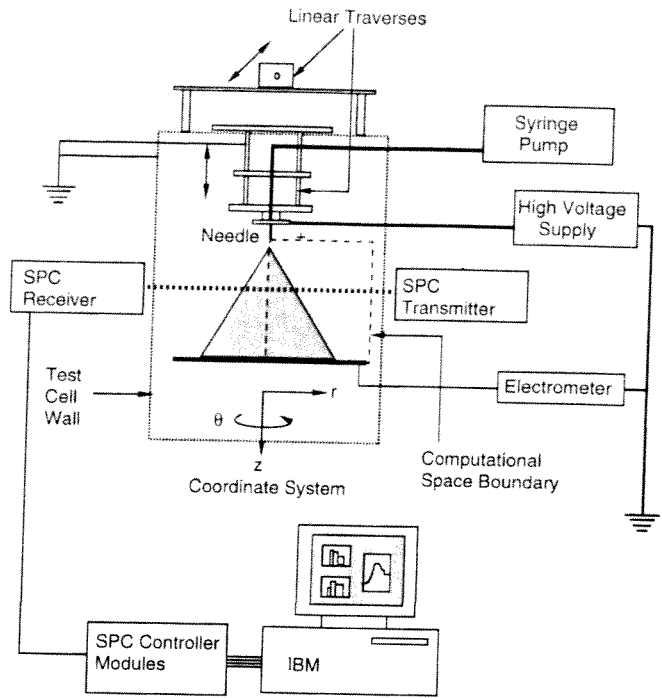 Linear Traverses
Syringe
Pump
High Voltage
Supply
Needle
+
SPC
Receiver
SPC
Transmitter
Test
Cell
Wall
r
θ
z
Coordinate System
Electrometer
Computational
Space Boundary
SPC Controller
Modules
IBM